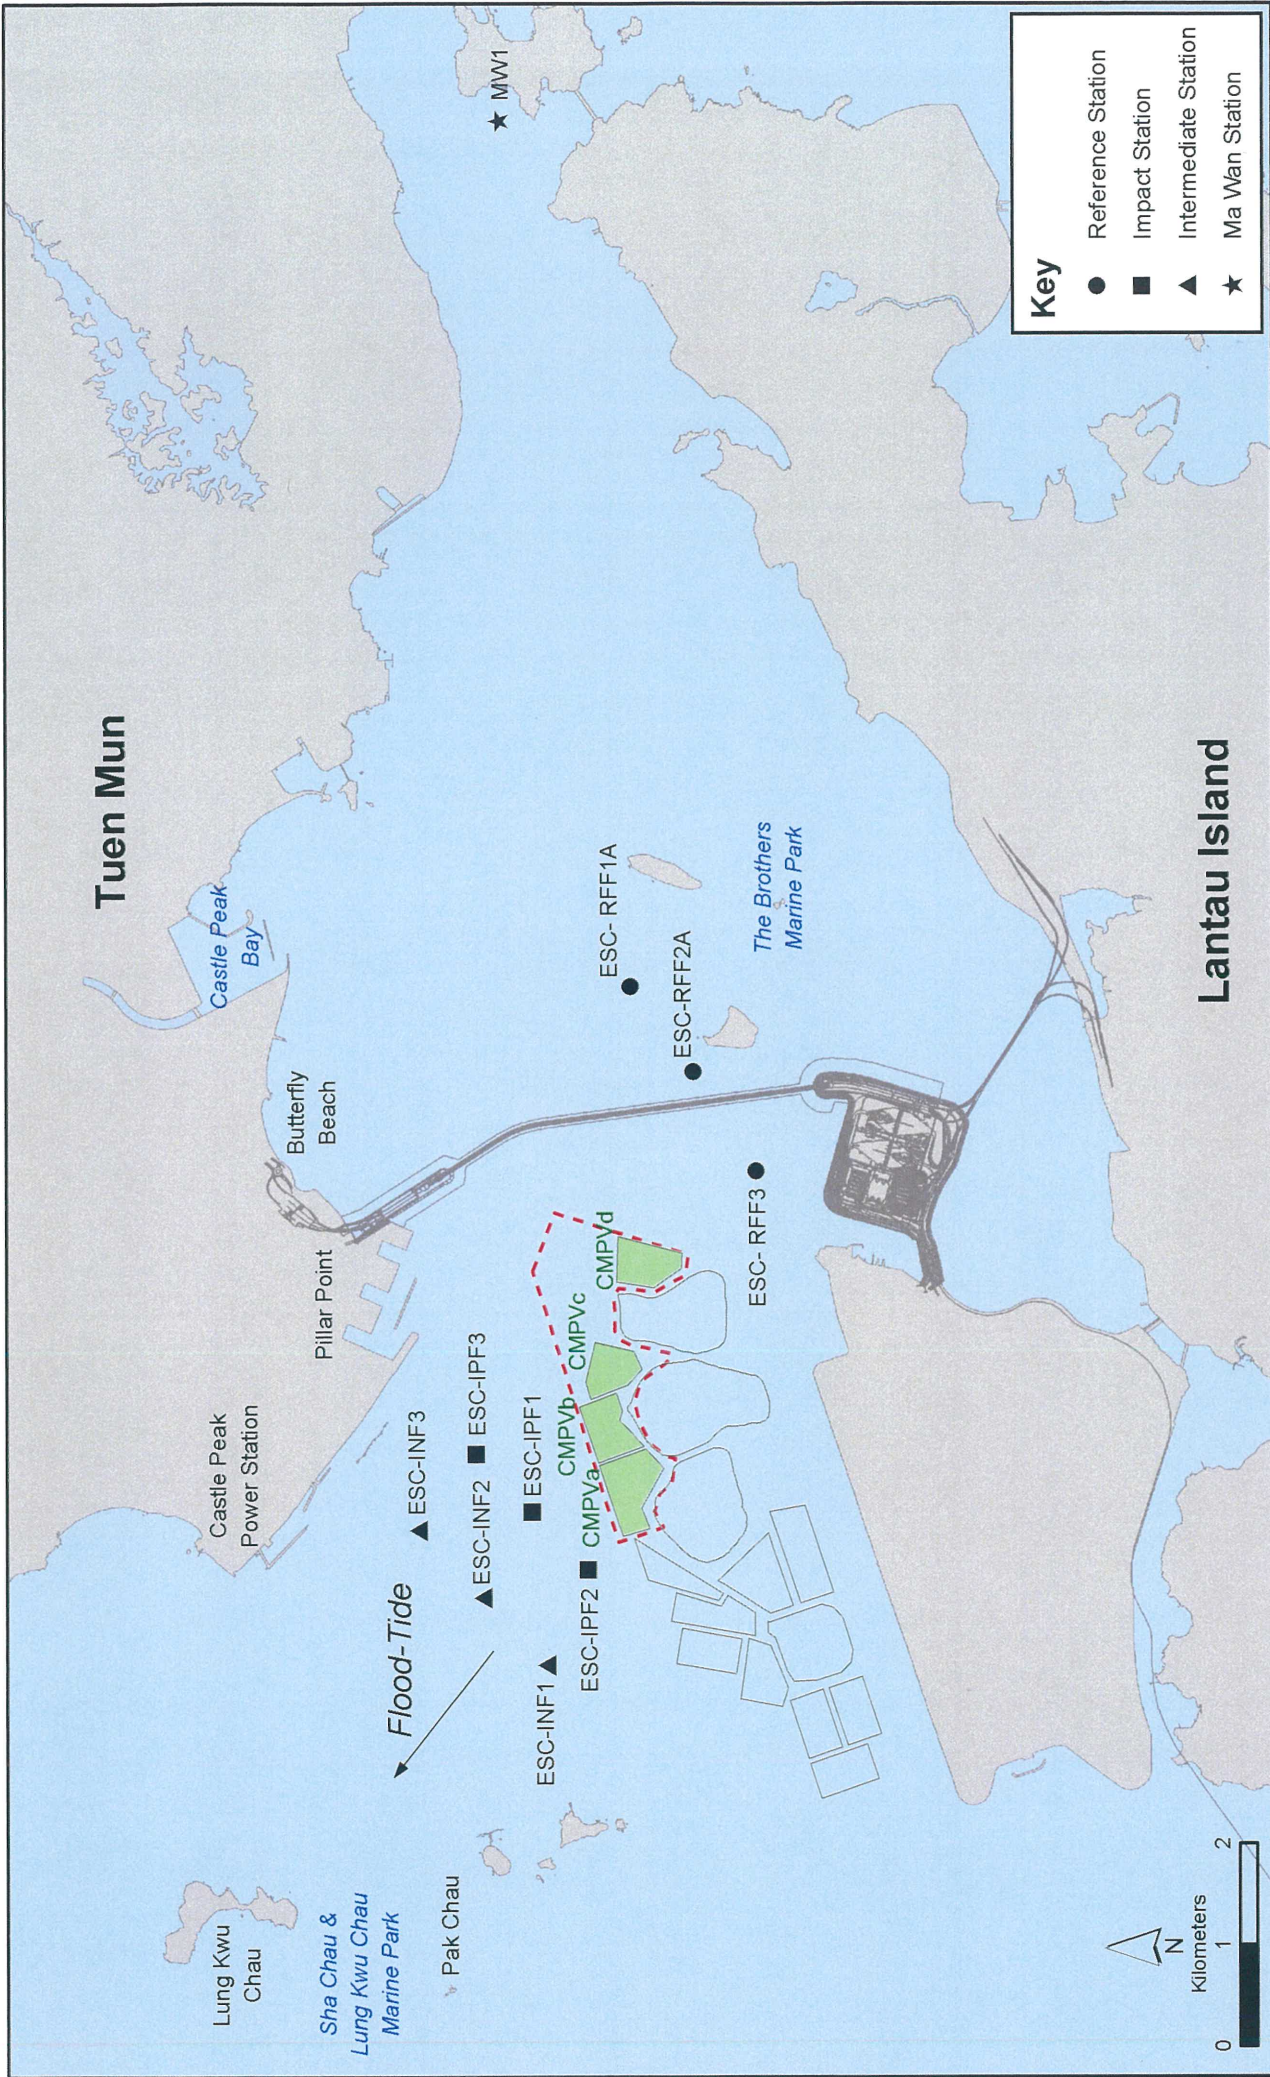 Tuen Mun
Lung Kwu
Chau
Sha Chau &
Lung Kwu Chau
Marine Park
Pak Chau
Flood-Tide
Castle Peak
Power Station
Pillar Point
Butterfly
Beach
Castle Peak
Bay
MW1
ESC-INF3
ESC-INF2
ESC-IPF3
ESC-INF1
ESC-IPF1
ESC-IPF2
CMPVa
CMPVb
CMPVc
CMPVd
ESC- RFF1A
ESC-RFF2A
ESC- RFF3
The Brothers
Marine Park
Lantau Island
N
Kilometers
0 1 2
Key
Reference Station
Impact Station
Intermediate Station
Ma Wan Station